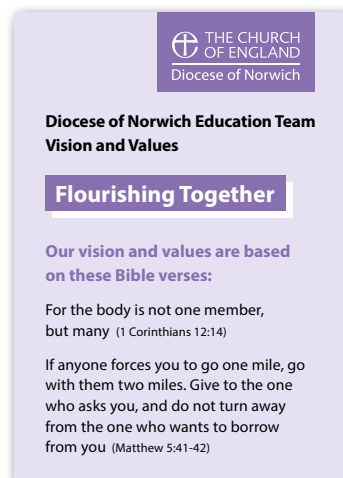 THE CHURCH
OF ENGLAND
Diocese of Norwich
Diocese of Norwich Education Team
Vision and Values
Flourishing Together
Our vision and values are based
on these Bible verses:
For the body is not one member,
but many (1 Corinthians 12:14)
If anyone forces you to go one mile, go
with them two miles. Give to the one
who asks you, and do not turn away
from the one who wants to borrow
from you (Matthew 5:41-42)